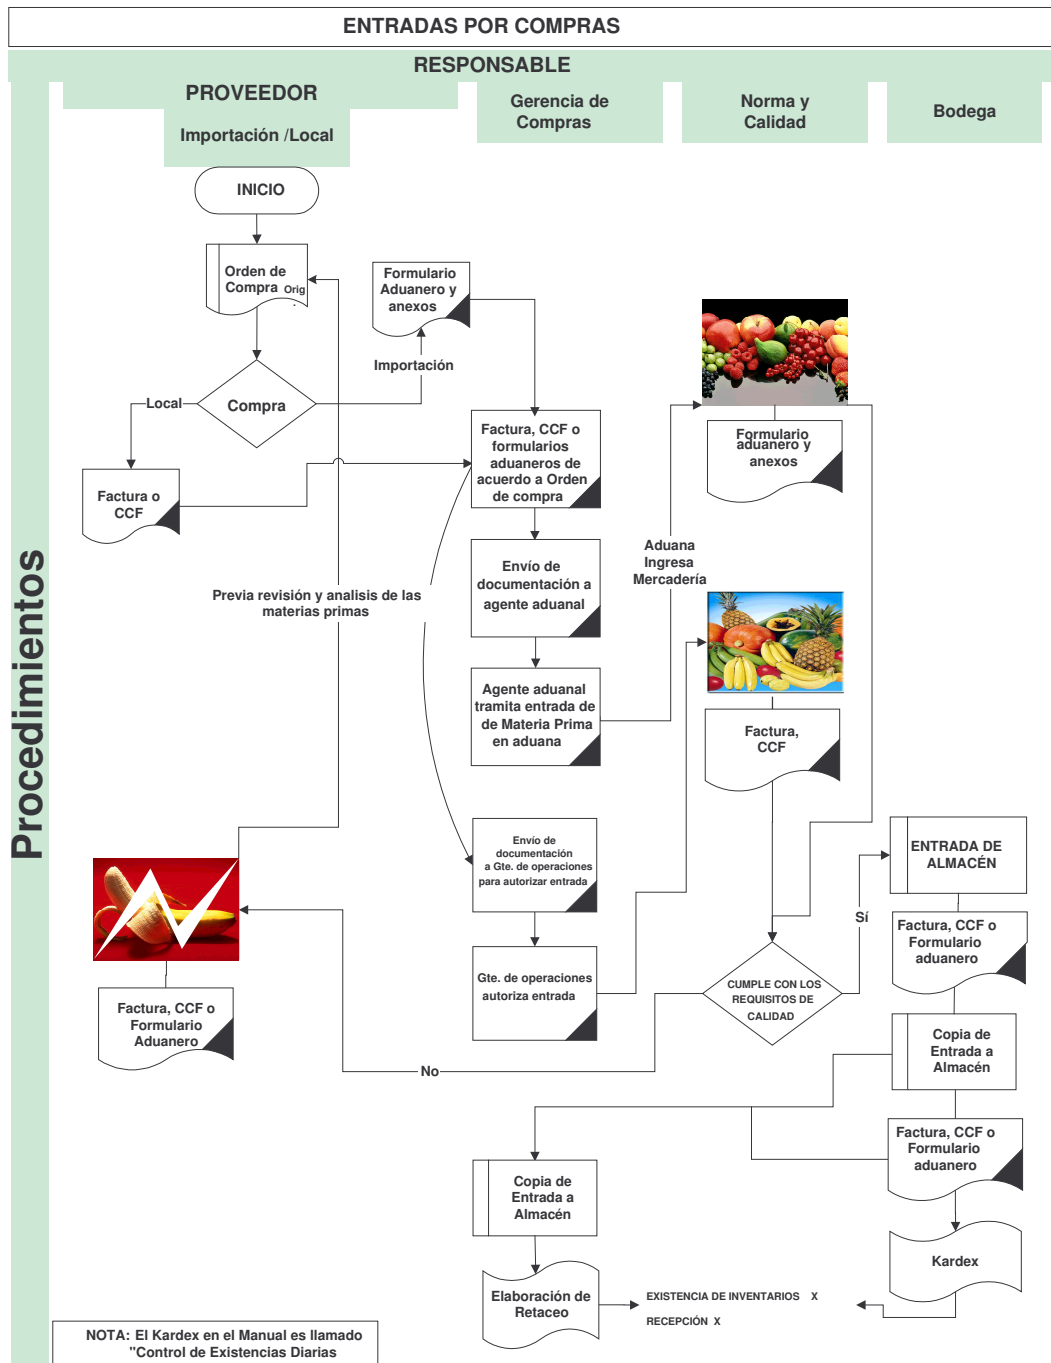 ENTRADAS POR COMPRAS
RESPONSABLE
PROVEEDOR
Importación /Local
Gerencia de
Compras
Norma y
Calidad
Bodega
Procedimientos
INICIO
Orden de
Compra Orig
.
Formulario
Aduanero y
anexos
Importación
Local
Compra
Factura o
CCF
Factura, CCF o
formularios
aduaneros de
acuerdo a Orden
de compra
Formulario
aduanero y
anexos
Envío de
documentación a
agente aduanal
Aduana
Ingresa
Mercadería
Previa revisión y analisis de las
materias primas
Agente aduanal
tramita entrada de
de Materia Prima
en aduana
Factura,
CCF
Envío de
documentación
a Gte. de operaciones
para autorizar entrada
ENTRADA DE
ALMACÉN
Sí
Factura, CCF o
Formulario
aduanero
Gte. de operaciones
autoriza entrada
CUMPLE CON LOS
REQUISITOS DE
CALIDAD
Factura, CCF o
Formulario
Aduanero
No
Copia de
Entrada a
Almacén
Factura, CCF o
Formulario
aduanero
Copia de
Entrada a
Almacén
Kardex
Elaboración de
Retaceo
EXISTENCIA DE INVENTARIOS X
RECEPCIÓN X
NOTA: El Kardex en el Manual es llamado
"Control de Existencias Diarias